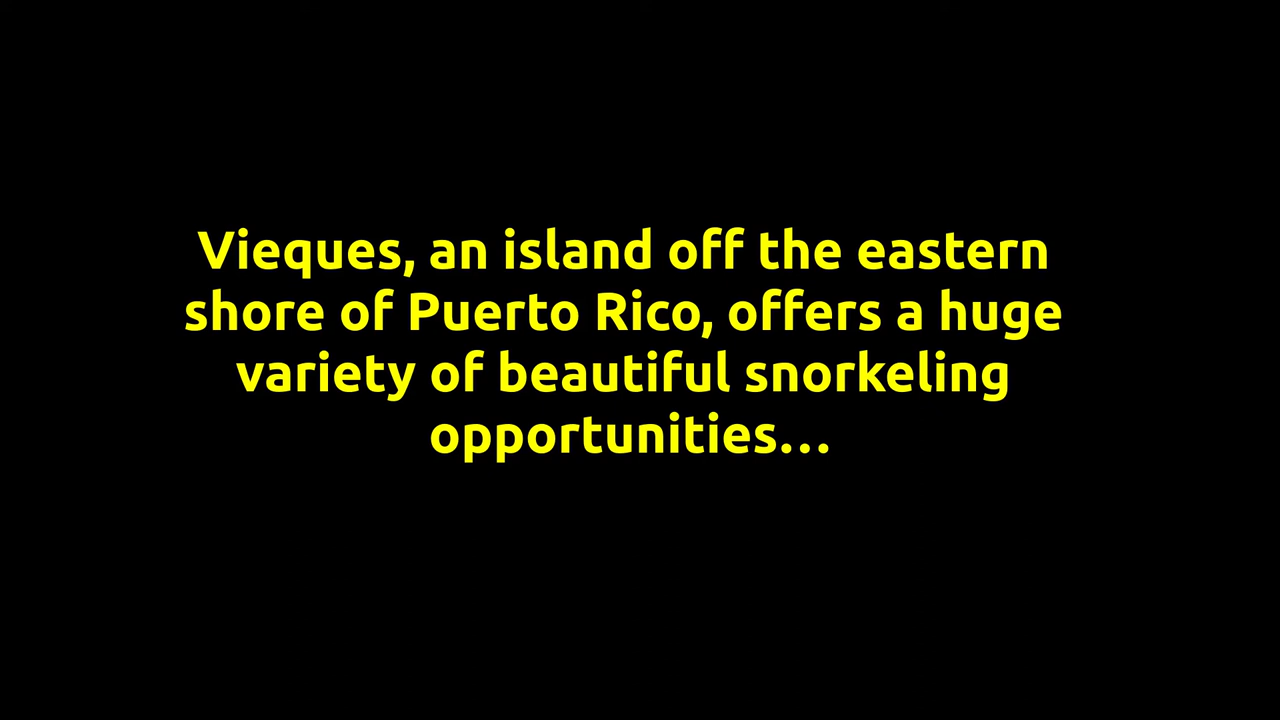 Vieques, an island off the eastern
shore of Puerto Rico, offers a huge
variety of beautiful snorkeling
opportunities…